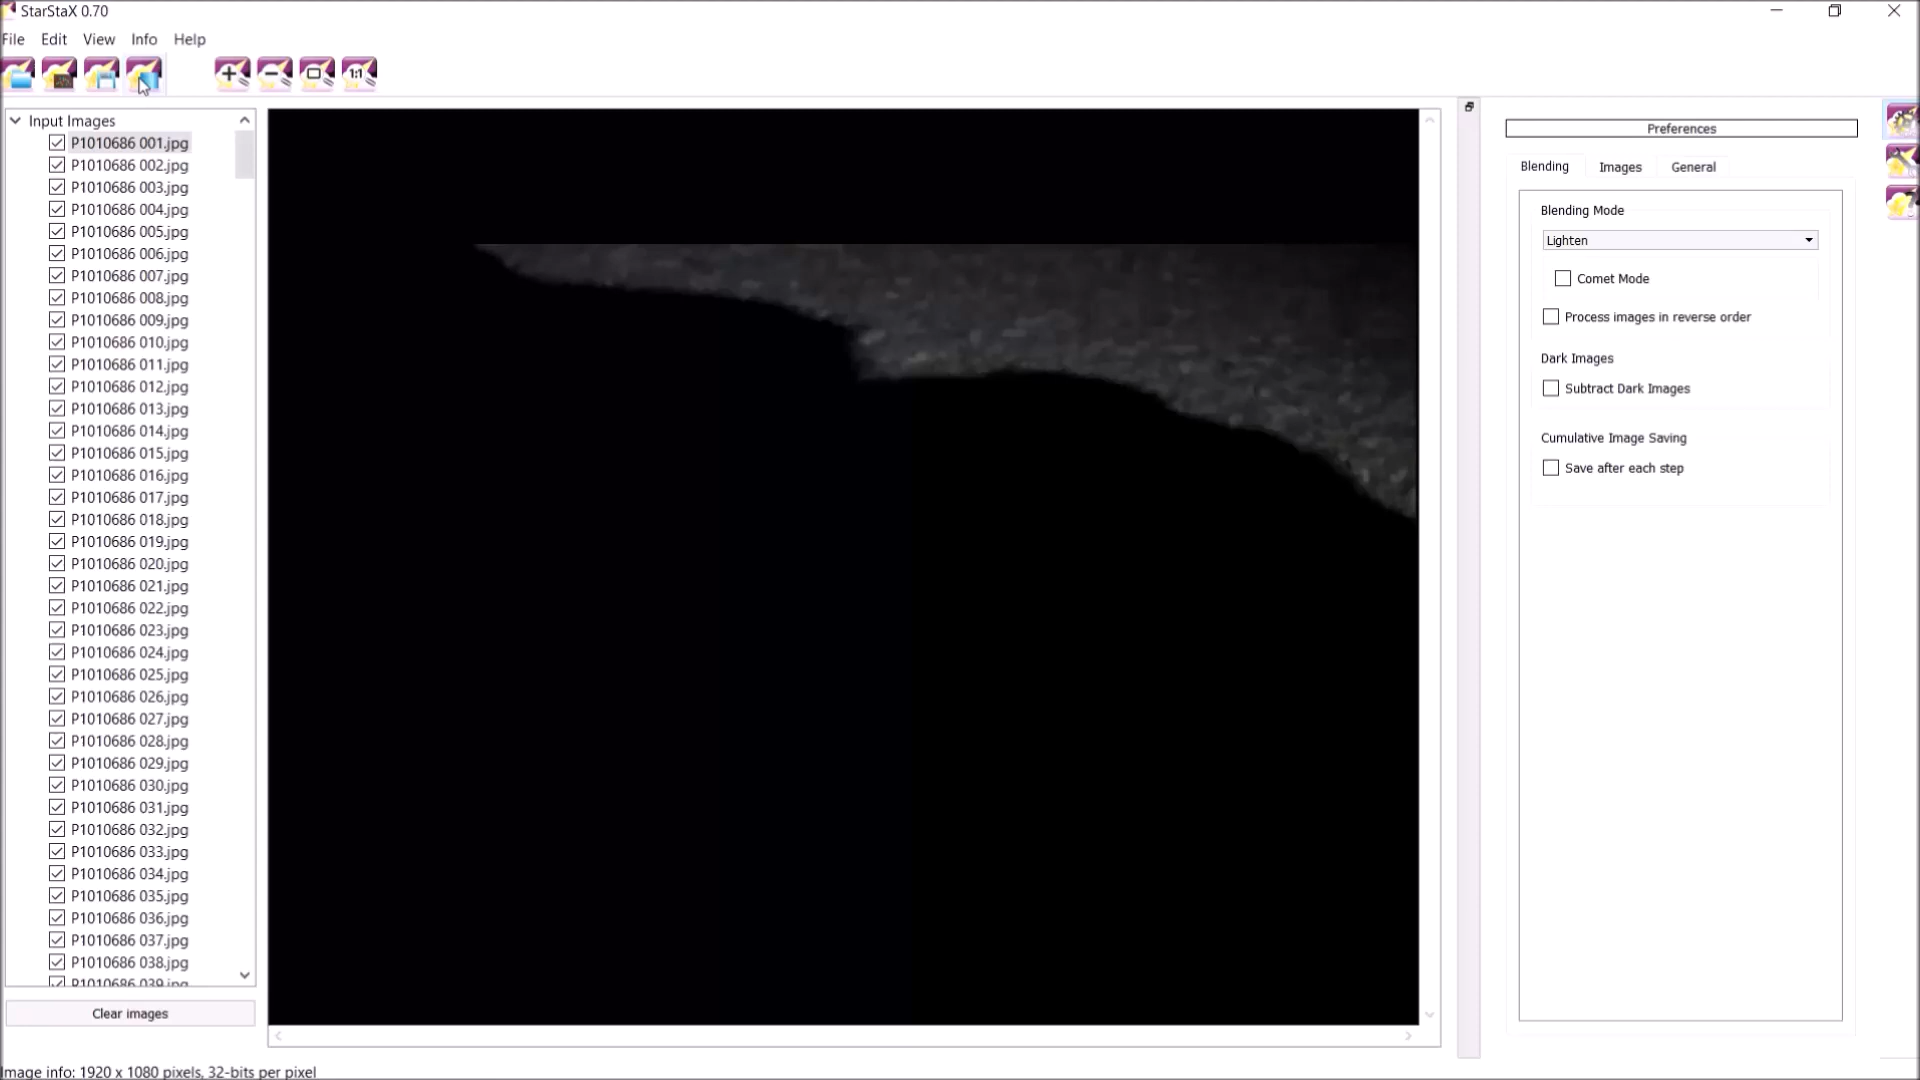 StarStaX 0.70
File Edit View Info Help
1:1
Input Images
P1010686 001.jpg
P1010686 002.jpg
P1010686 003.jpg
P1010686 004.jpg
P1010686 005.jpg
P1010686 006.jpg
P1010686 007.jpg
P1010686 008.jpg
P1010686 009.jpg
P1010686 010.jpg
P1010686 011.jpg
P1010686 012.jpg
P1010686 013.jpg
P1010686 014.jpg
P1010686 015.jpg
P1010686 016.jpg
P1010686 017.jpg
P1010686 018.jpg
P1010686 019.jpg
P1010686 020.jpg
P1010686 021.jpg
P1010686 022.jpg
P1010686 023.jpg
P1010686 024.jpg
P1010686 025.jpg
P1010686 026.jpg
P1010686 027.jpg
P1010686 028.jpg
P1010686 029.jpg
P1010686 030.jpg
P1010686 031.jpg
P1010686 032.jpg
P1010686 033.jpg
P1010686 034.jpg
P1010686 035.jpg
P1010686 036.jpg
P1010686 037.jpg
P1010686 038.jpg
P1010686 039.jpg
Clear images
Preferences
Blending Images General
Blending Mode
Lighten
Comet Mode
Process images in reverse order
Dark Images
Subtract Dark Images
Cumulative Image Saving
Save after each step
Image info: 1920 x 1080 pixels, 32-bits per pixel